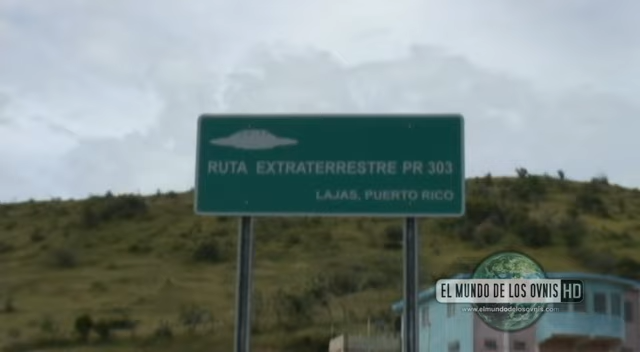 RUTA EXTRATERRESTRE PR 303
LAJAS, PUERTO RICO
EL MUNDO DE LOS OVNIS HD
www.elmundodelosovnis.com